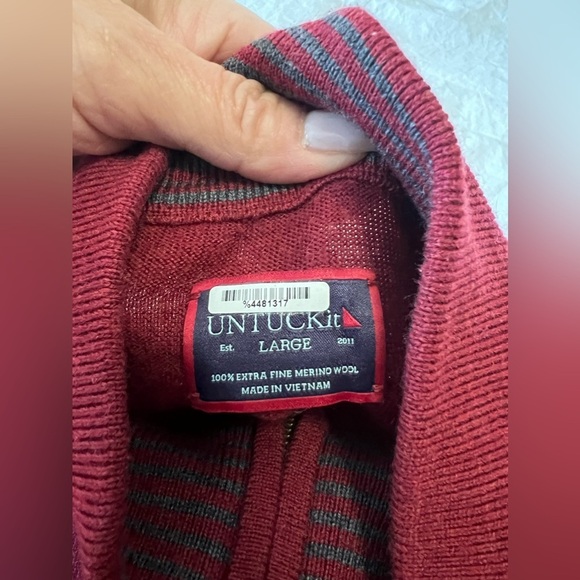 %4481317
UNTUCKit
Est. LARGE 2011
100% EXTRA FINE MERINO WOOL
MADE IN VIETNAM